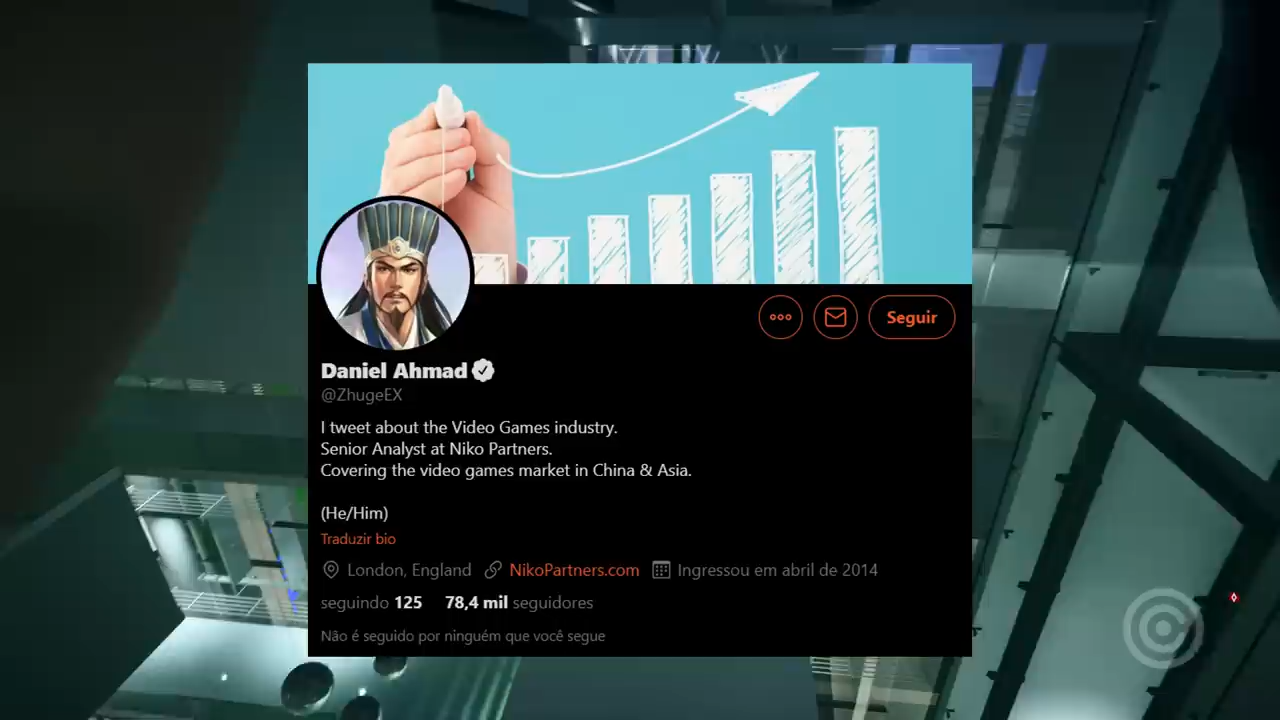 Seguir
Daniel Ahmad
@ZhugeEX
I tweet about the Video Games industry.
Senior Analyst at Niko Partners.
Covering the video games market in China & Asia.
(He/Him)
Traduzir bio
London, England NikoPartners.com Ingressou em abril de 2014
seguindo 125 78,4 mil seguidores
Não é seguido por ninguém que você segue